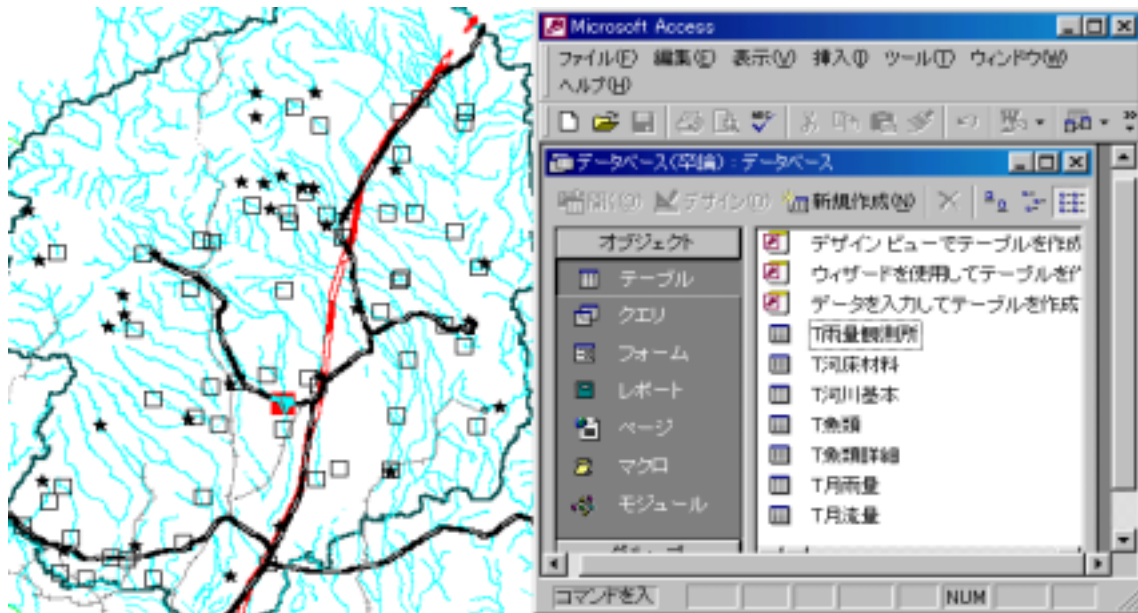 Microsoft Access
ファイル(F) 編集(E) 表示(V) 挿入(I) ツール(T) ウィンドウ(W)
ヘルプ(H)
データベース(卒論) : データベース
開く(O) デザイン(D) 新規作成(N)
オブジェクト
テーブル
クエリ
フォーム
レポート
ページ
マクロ
モジュール
デザイン ビューでテーブルを作成
ウィザードを使用してテーブルを作
データを入力してテーブルを作成
T雨量観測所
T河床材料
T河川基本
T魚類
T魚類詳細
T月雨量
T月流量
コマンドを入
NUM